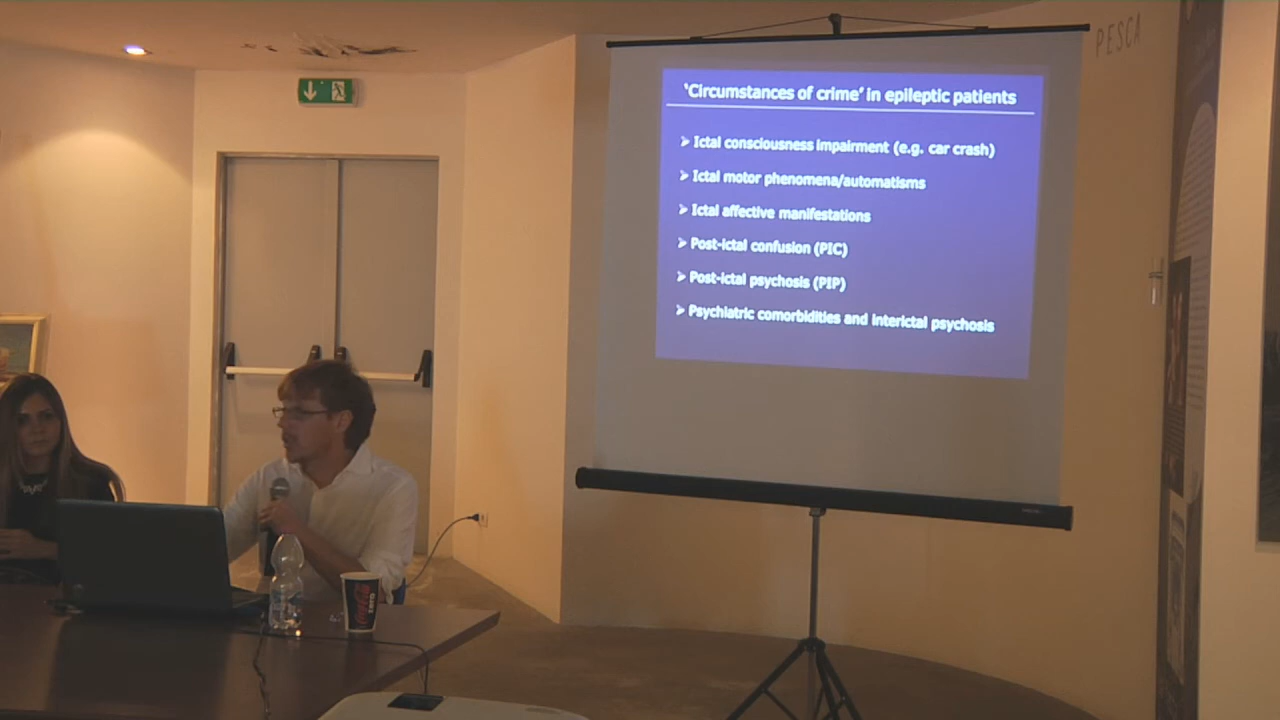 PESCA
‘Circumstances of crime’ in epileptic patients
➢ Ictal consciousness impairment (e.g. car crash)
➢ Ictal motor phenomena/automatisms
➢ Ictal affective manifestations
➢ Post-ictal confusion (PIC)
➢ Post-ictal psychosis (PIP)
➢ Psychiatric comorbidities and interictal psychosis